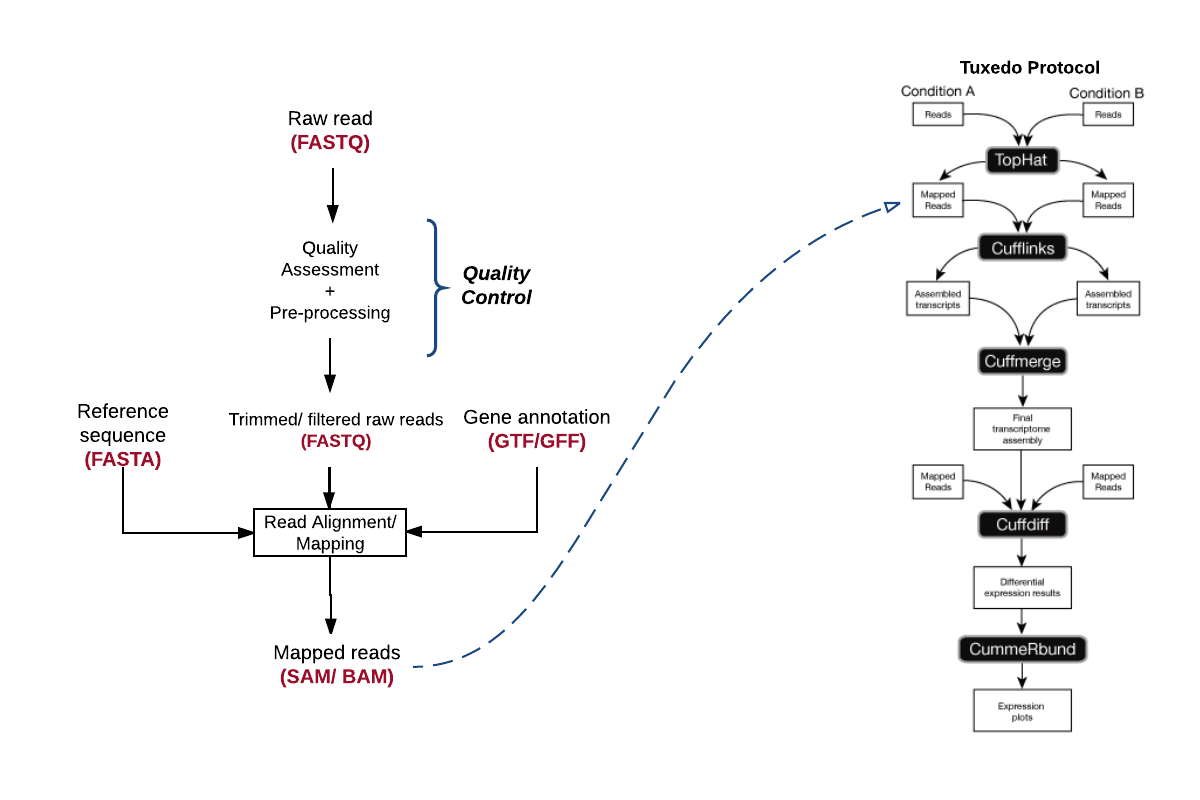 Raw read
(FASTQ)
Quality
Assessment
+
Pre-processing
Quality
Control
Reference
sequence
(FASTA)
Trimmed/ filtered raw reads
(FASTQ)
Gene annotation
(GTF/GFF)
Read Alignment/
Mapping
Mapped reads
(SAM/ BAM)
Tuxedo Protocol
Condition A
Condition B
Reads
Reads
TopHat
Mapped
Reads
Mapped
Reads
Cufflinks
Assembled
transcripts
Assembled
transcripts
Cuffmerge
Final
transcriptome
assembly
Mapped
Reads
Mapped
Reads
Cuffdiff
Differential
expression results
CummeRbund
Expression
plots